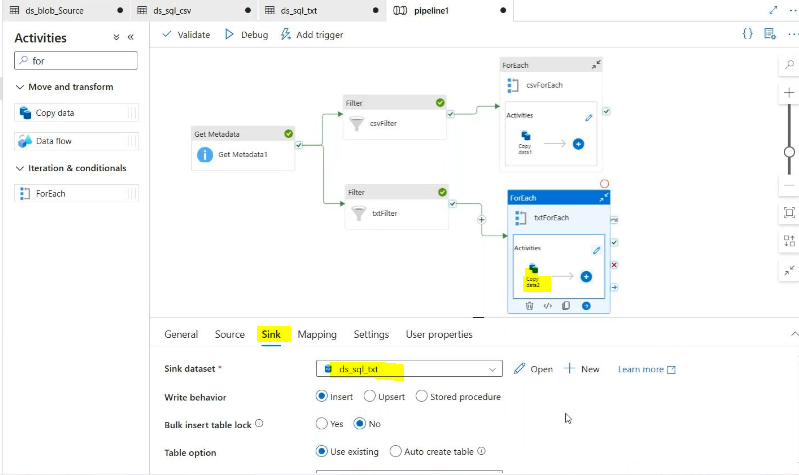 ds_blob_Source
ds_sql_csv
ds_sql_txt
pipeline1
Activities
for
Move and transform
Copy data
Data flow
Iteration & conditionals
ForEach
Validate
Debug
Add trigger
Get Metadata
Get Metadata1
Filter
csvFilter
Filter
txtFilter
ForEach
csvForEach
Activities
Copy
data1
ForEach
txtForEach
Activities
Copy
data2
General
Source
Sink
Mapping
Settings
User properties
Sink dataset *
ds_sql_txt
Open
New
Learn more
Write behavior
Insert
Upsert
Stored procedure
Bulk insert table lock
Yes
No
Table option
Use existing
Auto create table